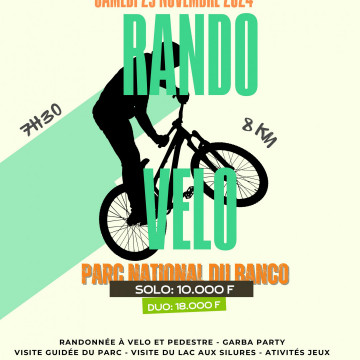 SAMEDI 23 NOVEMBRE 2024
RANDO
7H30
8 KM
VELO
PARC NATIONAL DU BANCO
SOLO: 10.000 F
DUO: 18.000 F
RANDONNÉE À VELO ET PEDESTRE - GARBA PARTY
VISITE GUIDÉE DU PARC - VISITE DU LAC AUX SILURES - ATIVITÉS JEUX